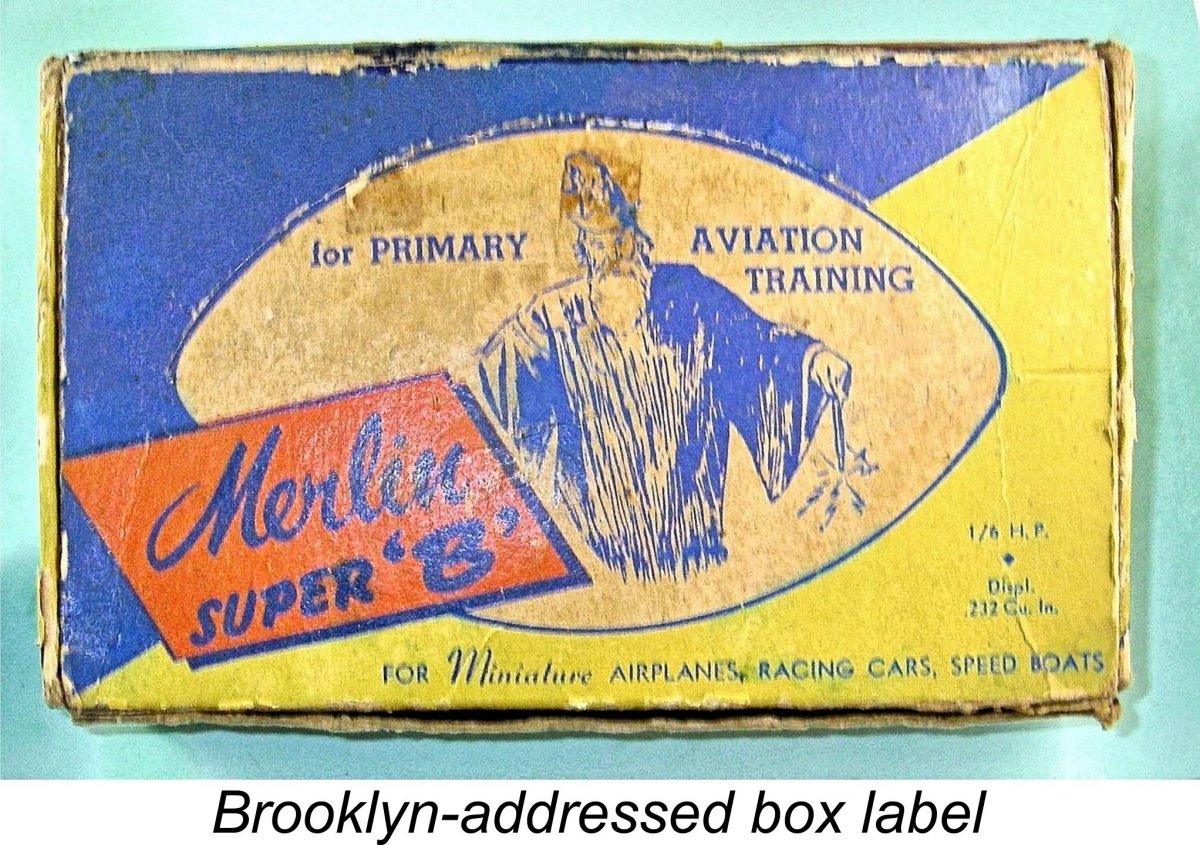 for PRIMARY AVIATION
TRAINING
Merlin
SUPER 'B'
1/6 H.P.
Displ.
.232 Cu. In.
FOR Miniature AIRPLANES, RACING CARS, SPEED BOATS
Brooklyn-addressed box label